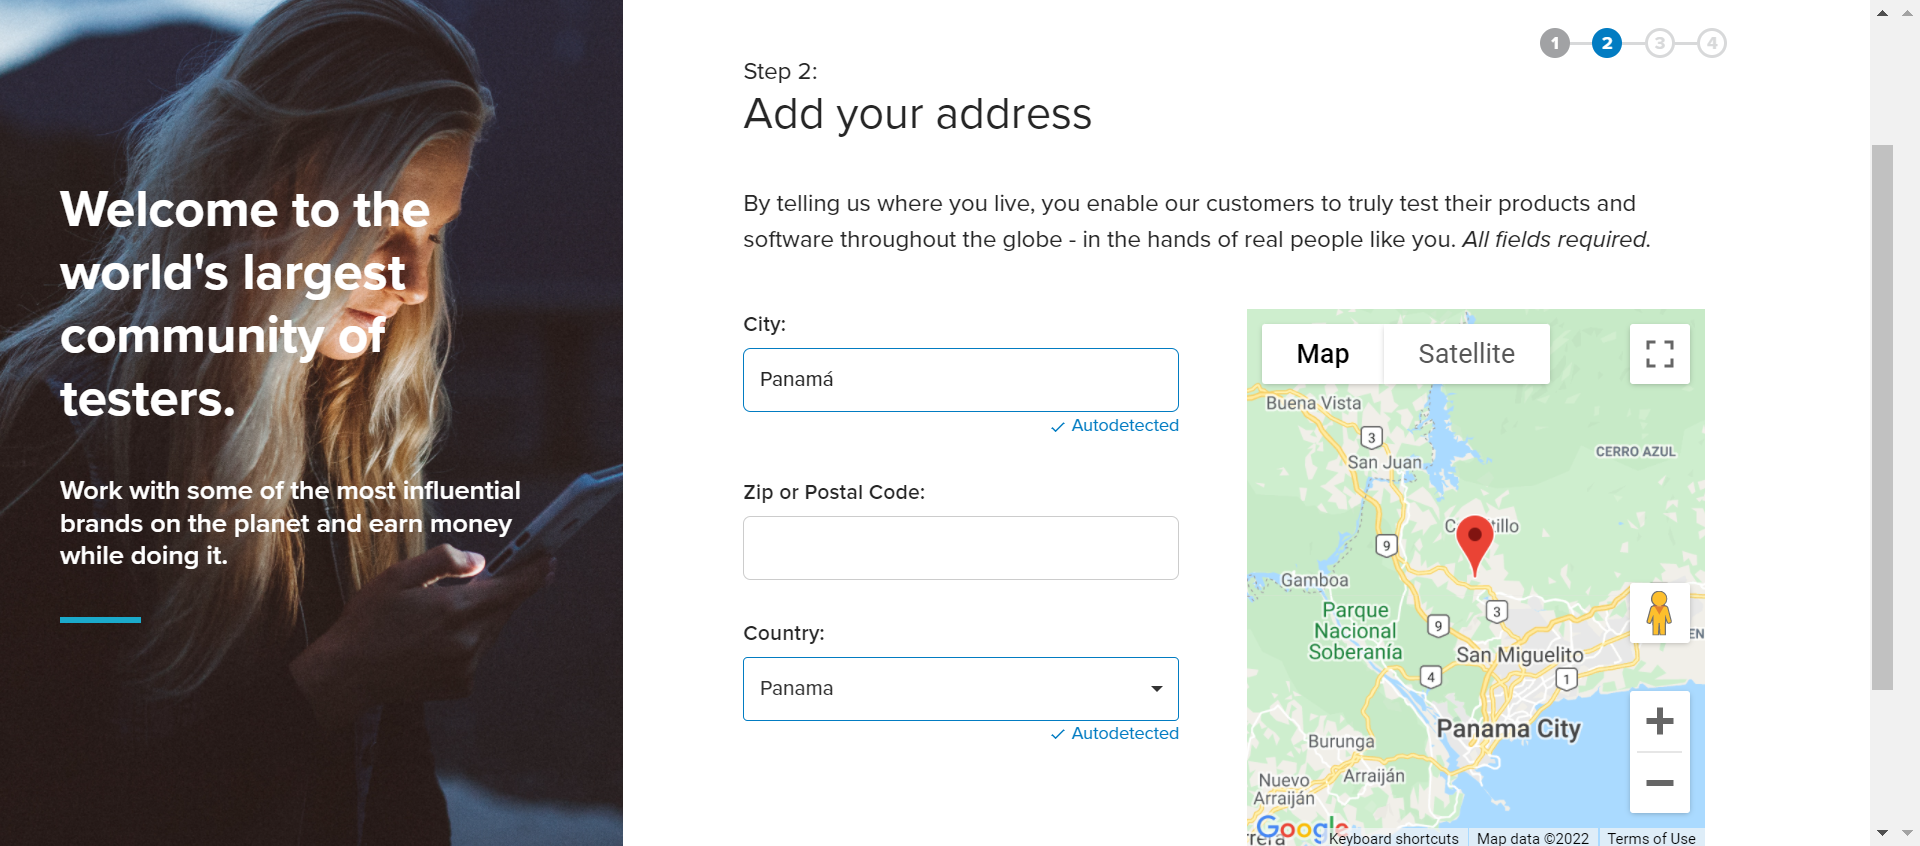 Welcome to the
world's largest
community of
testers.
Work with some of the most influential
brands on the planet and earn money
while doing it.
1 2 3 4
Step 2:
Add your address
By telling us where you live, you enable our customers to truly test their products and
software throughout the globe - in the hands of real people like you. All fields required.
City:
Panamá
Autodetected
Zip or Postal Code:
Country:
Panama
Autodetected
Map
Satellite
Buena Vista
3
San Juan
CERRO AZUL
9
Gamboa
3
Parque
Nacional
Soberanía
9
San Miguelito
4
1
Panama City
Burunga
Arraiján
Nuevo
Arraiján
Google
Keyboard shortcuts
Map data ©2022
Terms of Use